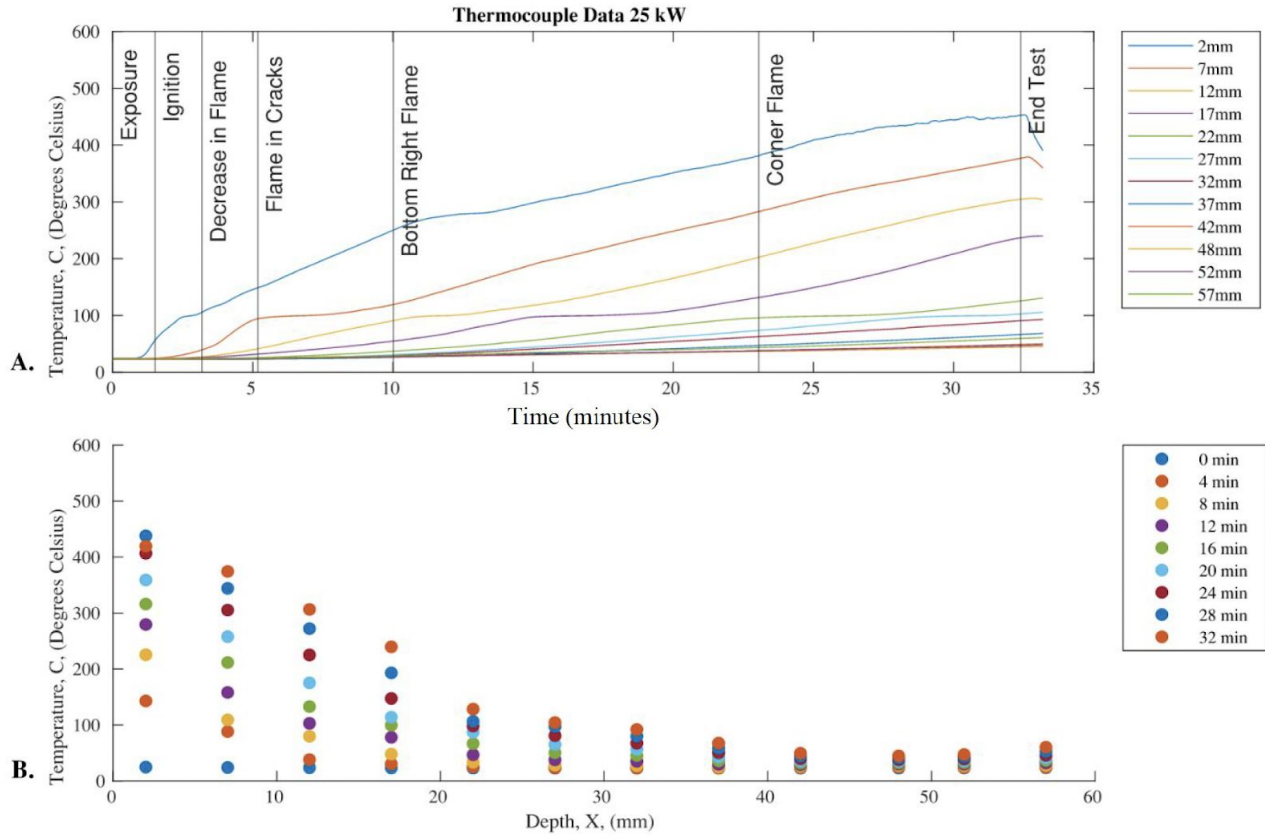 Thermocouple Data 25 kW
600
500
400
300
200
100
0
Temperature, C, (Degrees Celsius)
Exposure
Ignition
Decrease in Flame
Flame in Cracks
Bottom Right Flame
Corner Flame
End Test
2mm
7mm
12mm
17mm
22mm
27mm
32mm
37mm
42mm
48mm
52mm
57mm
A.
0 5 10 15 20 25 30 35
Time (minutes)
600
500
400
300
200
100
0
Temperature, C, (Degrees Celsius)
0 min
4 min
8 min
12 min
16 min
20 min
24 min
28 min
32 min
B.
0 10 20 30 40 50 60
Depth, X, (mm)